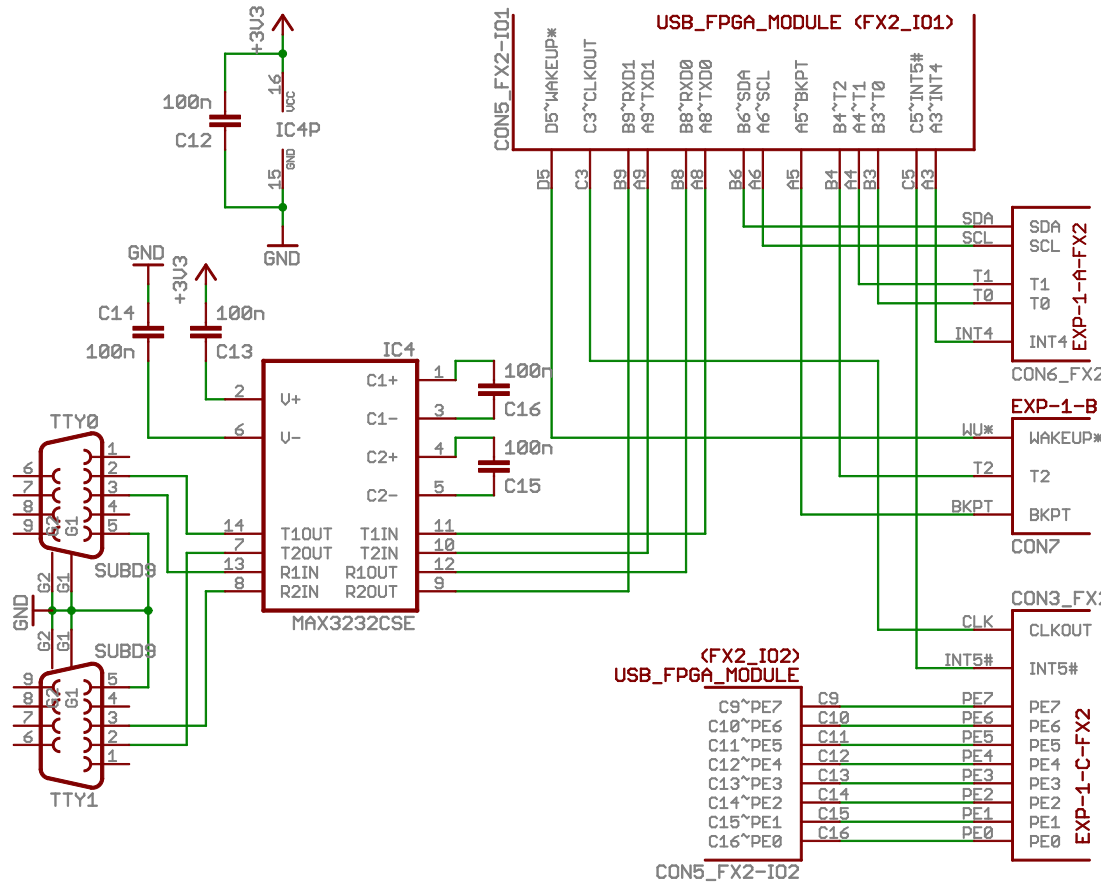 USB_FPGA_MODULE (FX2_IO1)
CON5_FX2-IO1
D5~WAKEUP*
C3~CLKOUT
B9~RXD1
A9~TXD1
B8~RXD0
A8~TXD0
B6~SDA
A6~SCL
A5~BKPT
B4~T2
A4~T1
B3~T0
C5~INT5#
A3~INT4
D5
C3
B9
A9
B8
A8
B6
A6
A5
B4
A4
B3
C5
A3
+3V3
16
VCC
100n
C12
IC4P
GND
15
GND
GND
+3V3
C14
100n
100n
C13
IC4
2 V+
6 V-
C1+ 1
C1- 3
C2+ 4
C2- 5
14 T1OUT T1IN 11
7 T2OUT T2IN 10
13 R1IN R1OUT 12
8 R2IN R2OUT 9
MAX3232CSE
100n
C16
100n
C15
TTY0
1
6 2
7 3
8 4
9 5
G2 G1
SUBD9
G2 G1
GND
G2 G1
SUBD9
G2 G1
9 5
8 4
7 3
6 2
1
TTY1
SDA SDA
SCL SCL
T1 T1
T0 T0
INT4 INT4
EXP-1-A-FX2
CON6_FX2
EXP-1-B
WU* WAKEUP*
T2 T2
BKPT BKPT
CON7
CON3_FX2
CLK CLKOUT
INT5# INT5#
PE7 PE7
PE6 PE6
PE5 PE5
PE4 PE4
PE3 PE3
PE2 PE2
PE1 PE1
PE0 PE0
EXP-1-C-FX2
(FX2_IO2)
USB_FPGA_MODULE
C9~PE7 C9
C10~PE6 C10
C11~PE5 C11
C12~PE4 C12
C13~PE3 C13
C14~PE2 C14
C15~PE1 C15
C16~PE0 C16
CON5_FX2-IO2